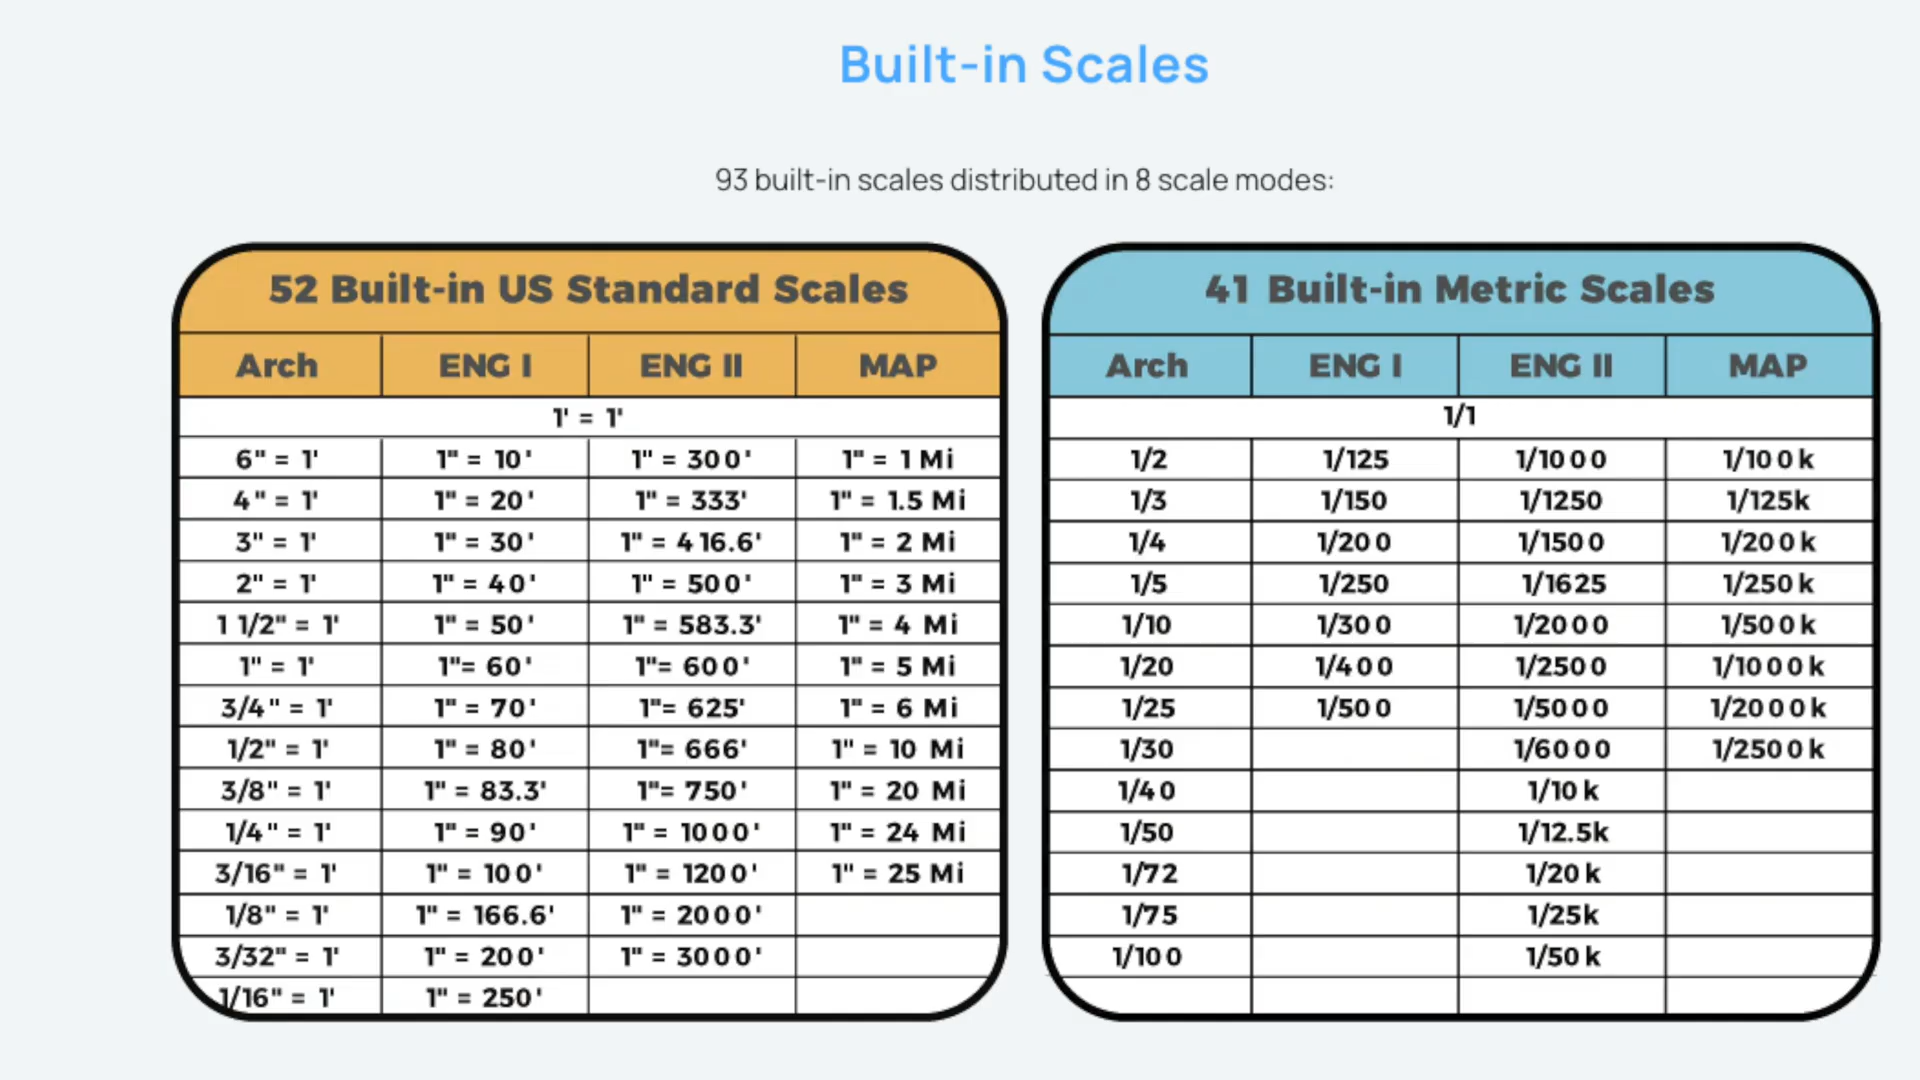 Built-in Scales
93 built-in scales distributed in 8 scale modes:
52 Built-in US Standard Scales
Arch ENG I ENG II MAP
1' = 1'
6" = 1' 1" = 10' 1" = 300' 1" = 1 Mi
4" = 1' 1" = 20' 1" = 333' 1" = 1.5 Mi
3" = 1' 1" = 30' 1" = 416.6' 1" = 2 Mi
2" = 1' 1" = 40' 1" = 500' 1" = 3 Mi
1 1/2" = 1' 1" = 50' 1" = 583.3' 1" = 4 Mi
1" = 1' 1"= 60' 1"= 600' 1" = 5 Mi
3/4" = 1' 1" = 70' 1"= 625' 1" = 6 Mi
1/2" = 1' 1" = 80' 1"= 666' 1" = 10 Mi
3/8" = 1' 1" = 83.3' 1"= 750' 1" = 20 Mi
1/4" = 1' 1" = 90' 1" = 1000' 1" = 24 Mi
3/16" = 1' 1" = 100' 1" = 1200' 1" = 25 Mi
1/8" = 1' 1" = 166.6' 1" = 2000'
3/32" = 1' 1" = 200' 1" = 3000'
1/16" = 1' 1" = 250'
41 Built-in Metric Scales
Arch ENG I ENG II MAP
1/1
1/2 1/125 1/1000 1/100k
1/3 1/150 1/1250 1/125k
1/4 1/200 1/1500 1/200k
1/5 1/250 1/1625 1/250k
1/10 1/300 1/2000 1/500k
1/20 1/400 1/2500 1/1000k
1/25 1/500 1/5000 1/2000k
1/30 1/6000 1/2500k
1/40 1/10k
1/50 1/12.5k
1/72 1/20k
1/75 1/25k
1/100 1/50k